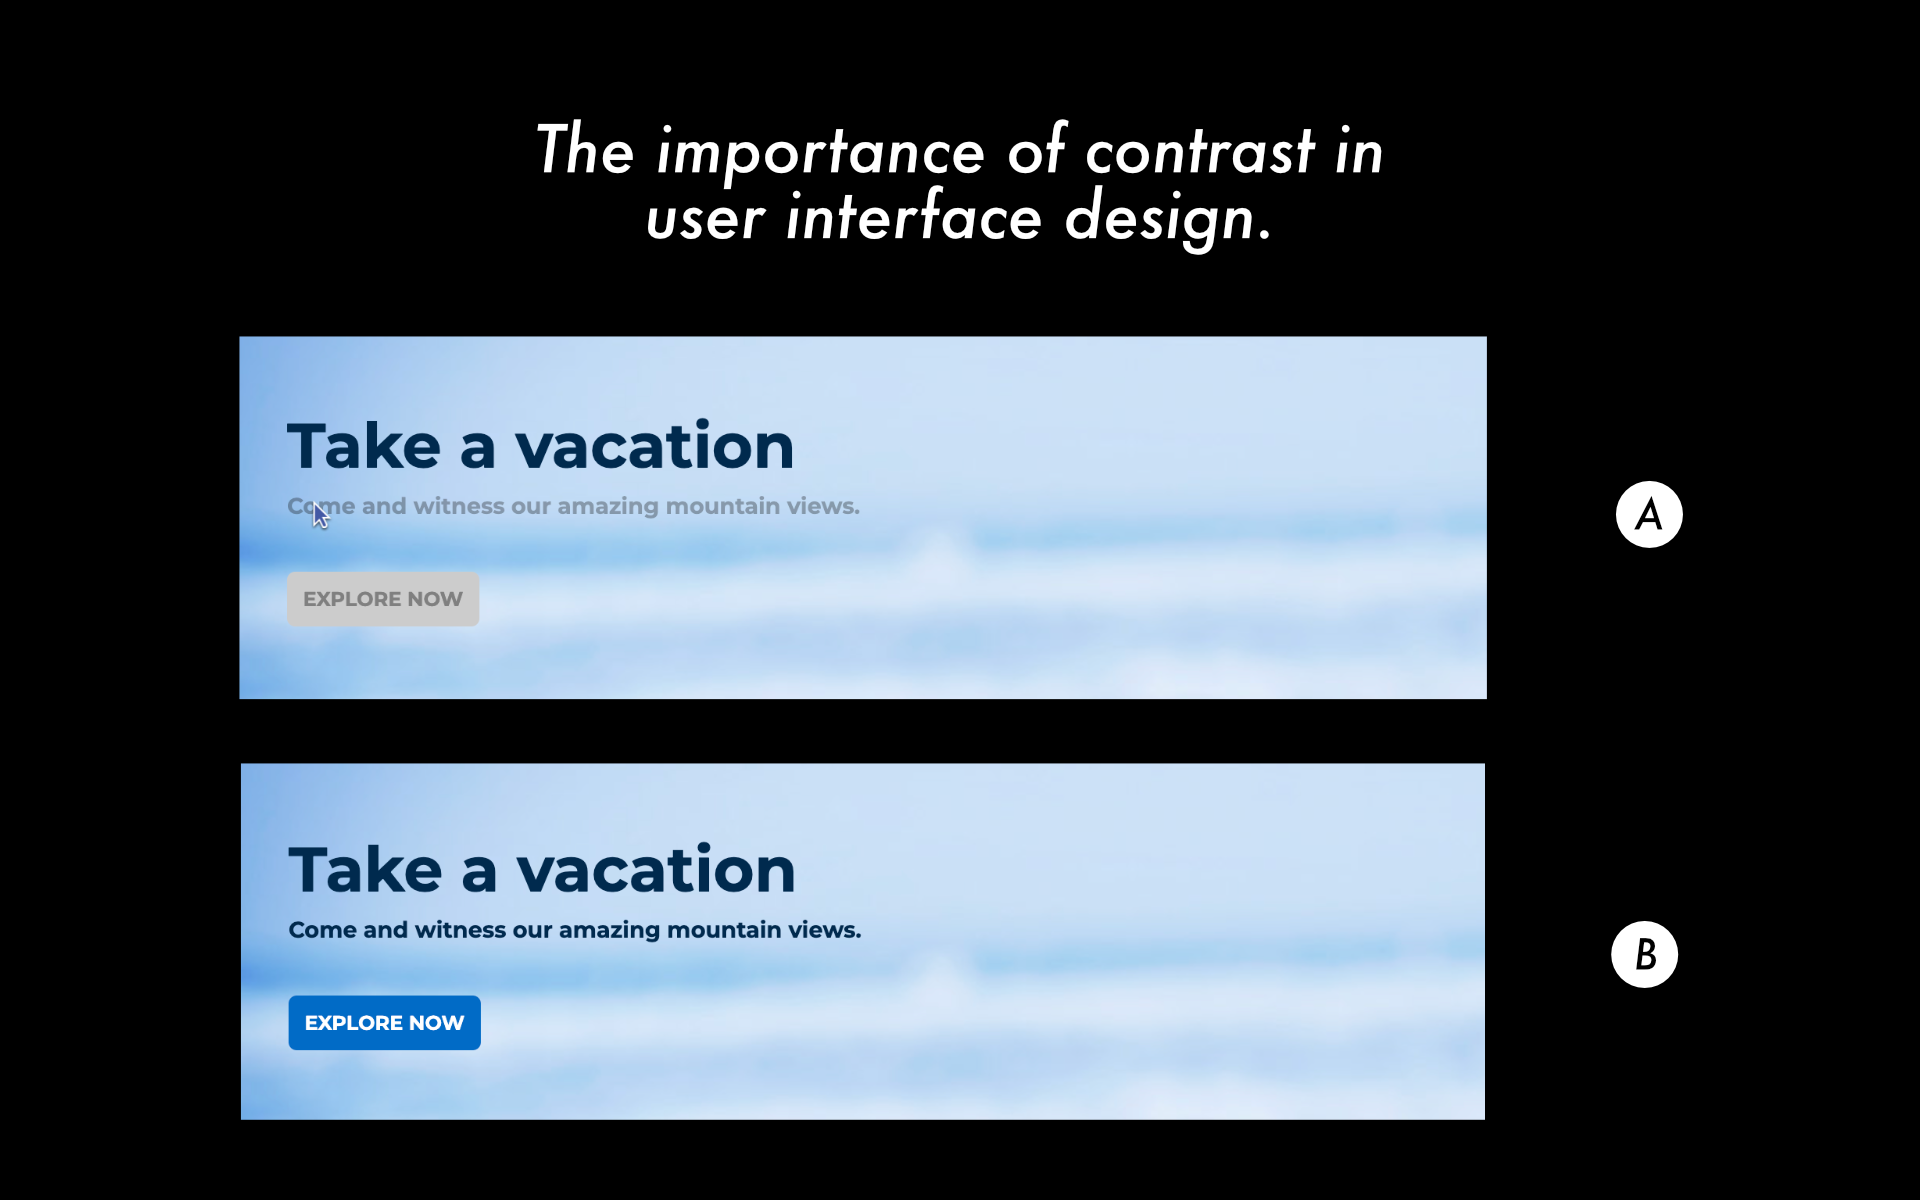 The importance of contrast in
user interface design.
Take a vacation
Come and witness our amazing mountain views.
EXPLORE NOW
A
Take a vacation
Come and witness our amazing mountain views.
EXPLORE NOW
B